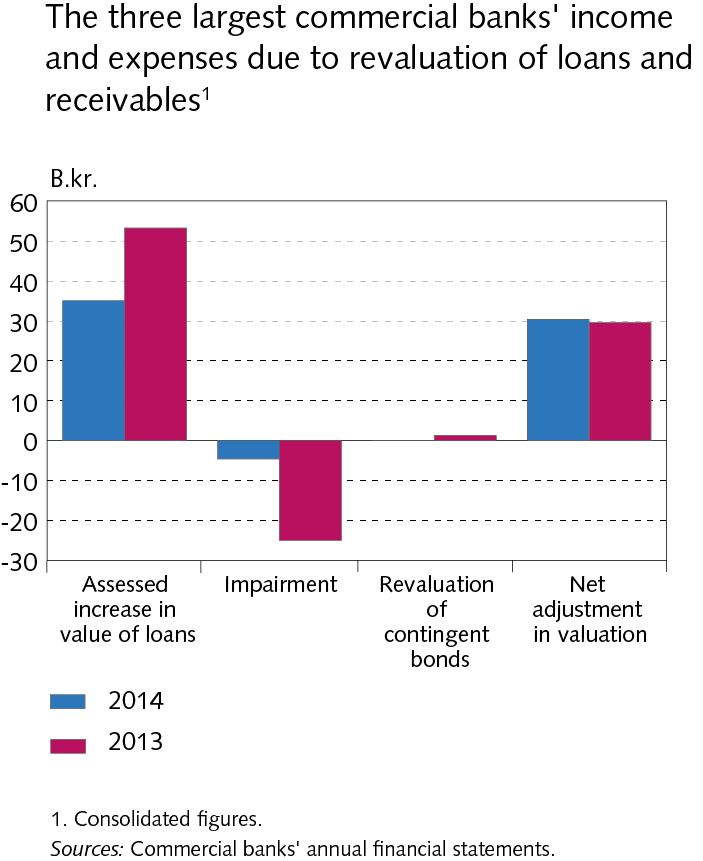 The three largest commercial banks' income
and expenses due to revaluation of loans and
receivables¹
B.kr.
60
50
40
30
20
10
0
-10
-20
-30
Assessed
increase in
value of loans
Impairment
Revaluation
of
contingent
bonds
Net
adjustment
in valuation
2014
2013
1. Consolidated figures.
Sources: Commercial banks' annual financial statements.